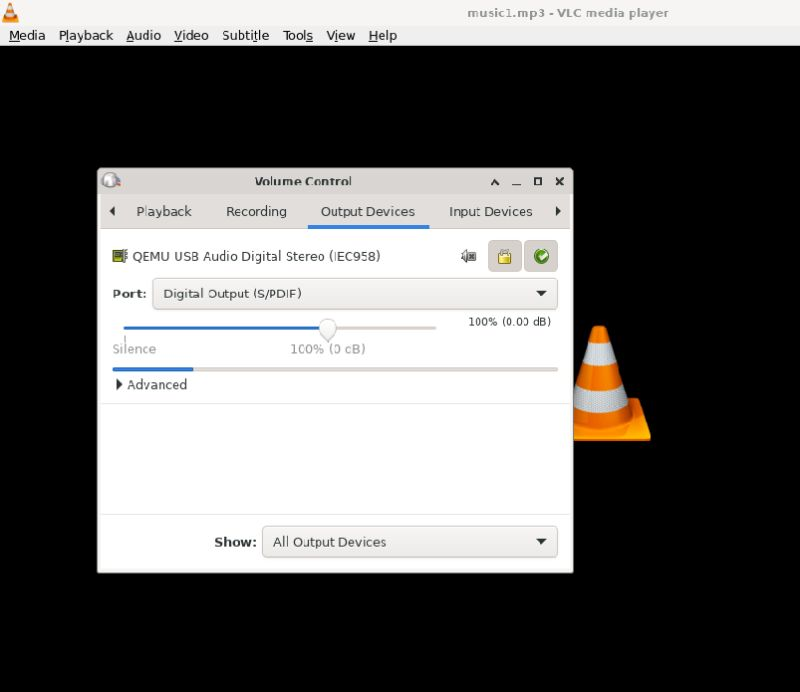 music1.mp3 - VLC media player
Media Playback Audio Video Subtitle Tools View Help
Volume Control
Playback Recording Output Devices Input Devices
QEMU USB Audio Digital Stereo (IEC958)
Port: Digital Output (S/PDIF)
100% (0.00 dB)
Silence 100% (0 dB)
Advanced
Show: All Output Devices